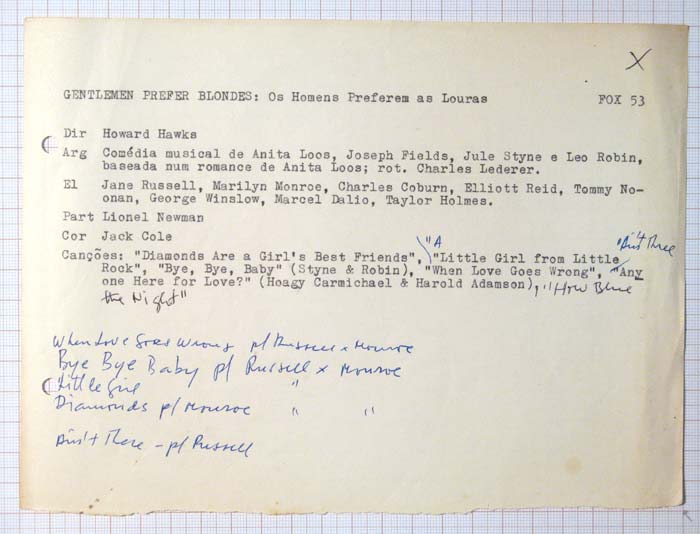 X
GENTLEMEN PREFER BLONDES: Os Homens Preferem as Louras FOX 53
Dir Howard Hawks
Arg Comédia musical de Anita Loos, Joseph Fields, Jule Styne e Leo Robin,
baseada num romance de Anita Loos; rot. Charles Lederer.
El Jane Russell, Marilyn Monroe, Charles Coburn, Elliott Reid, Tommy No-
onan, George Winslow, Marcel Dalio, Taylor Holmes.
Part Lionel Newman
Cor Jack Cole
"A "Ain't There
Canções: "Diamonds Are a Girl's Best Friends", "Little Girl from Little
Rock", "Bye, Bye, Baby" (Styne & Robin), "When Love Goes Wrong", "Any
one Here for Love?" (Hoagy Carmichael & Harold Adamson), "How Blue
the Night"
When Love Goes Wrong p/ Russell x Monroe
Bye Bye Baby p/ Russell x Monroe
Little Girl "
Diamonds p/ Monroe " "
Ain't There - p/ Russell